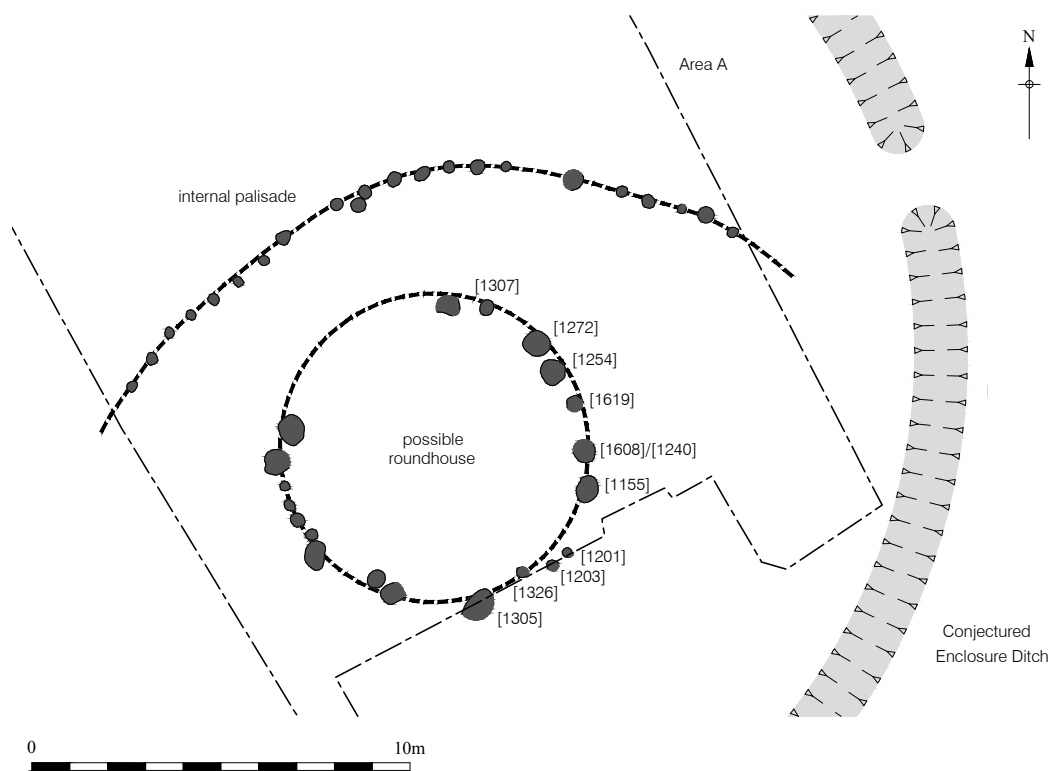 N
Area A
internal palisade
[1307]
[1272]
[1254]
[1619]
possible
roundhouse
[1608]/[1240]
[1155]
[1201]
[1203]
[1326]
[1305]
Conjectured
Enclosure Ditch
0
10m